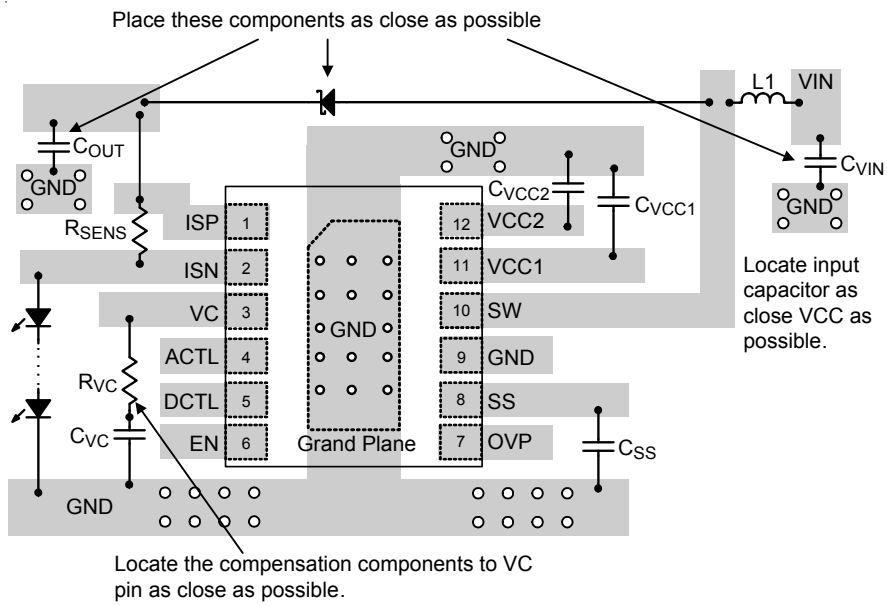 Place these components as close as possible
L1
VIN
COUT
GND
GND
CVCC2
CVCC1
CVIN
GND
RSENS
ISP
1
12
VCC2
ISN
2
11
VCC1
Locate input
capacitor as
close VCC as
possible.
VC
3
10
SW
GND
ACTL
4
9
GND
RVC
DCTL
5
8
SS
CVC
EN
6
Grand Plane
7
OVP
CSS
GND
Locate the compensation components to VC
pin as close as possible.